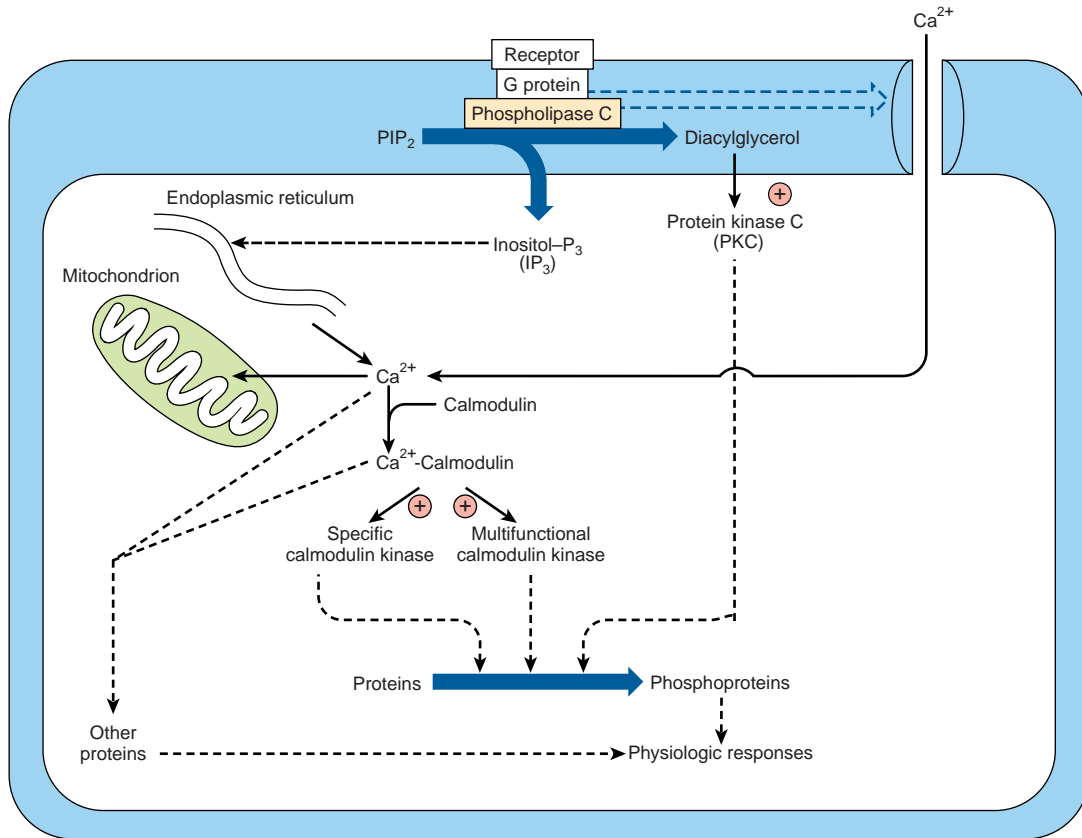 Ca2+
Receptor
G protein
Phospholipase C
PIP2
Diacylglycerol
+
Endoplasmic reticulum
Protein kinase C
(PKC)
Inositol–P3
(IP3)
Mitochondrion
Ca2+
Calmodulin
Ca2+-Calmodulin
+ +
Specific
calmodulin kinase
Multifunctional
calmodulin kinase
Proteins
Phosphoproteins
Other
proteins
Physiologic responses